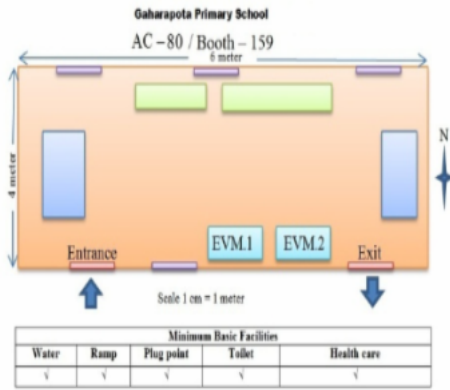 Gaharapota Primary School
AC – 80 / Booth – 159
6 meter
4 meter
N
EVM.1 EVM.2
Entrance Exit
Scale 1 cm = 1 meter
Minimum Basic Facilities
Water Ramp Plug point Toilet Health care
√ √ √ √ √